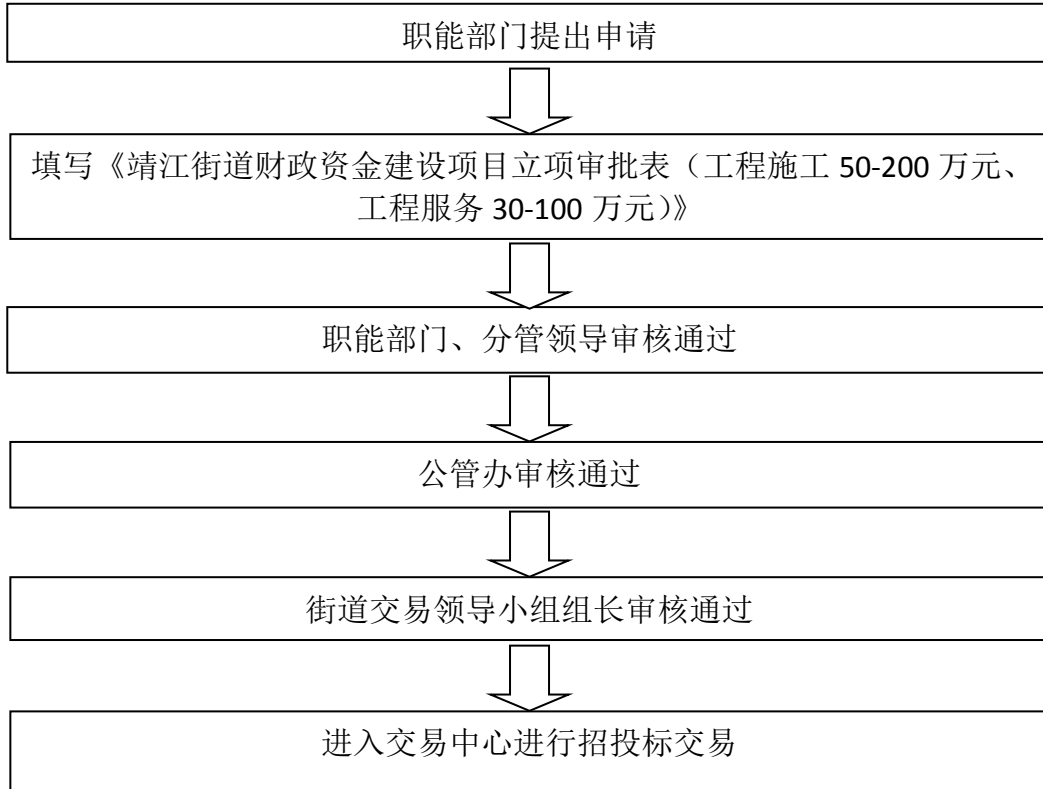 职能部门提出申请
填写《靖江街道财政资金建设项目立项审批表（工程施工 50-200 万元、
工程服务 30-100 万元）》
职能部门、分管领导审核通过
公管办审核通过
街道交易领导小组组长审核通过
进入交易中心进行招投标交易